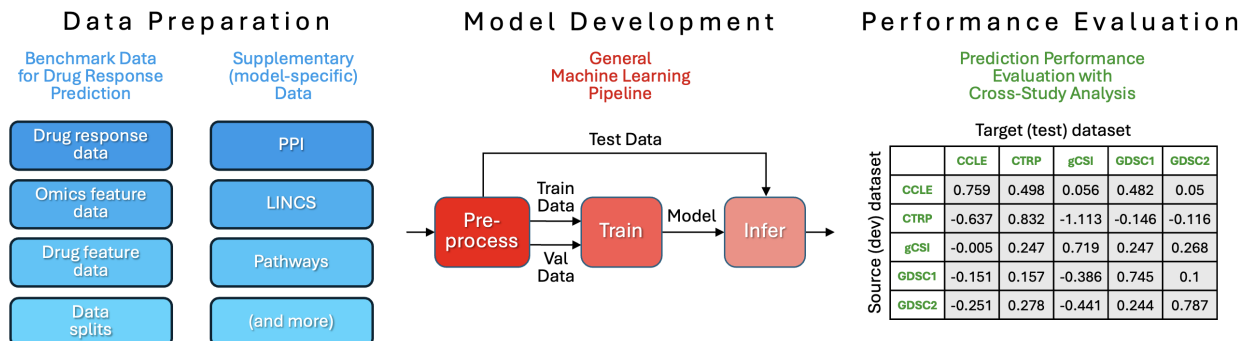 Data Preparation
Benchmark Data
for Drug Response
Prediction
Supplementary
(model-specific)
Data
Drug response
data
Omics feature
data
Drug feature
data
Data
splits
PPI
LINCS
Pathways
(and more)
Model Development
General
Machine Learning
Pipeline
Test Data
Pre-
process
Train
Data
Val
Data
Train
Model
Infer
Performance Evaluation
Prediction Performance
Evaluation with
Cross-Study Analysis
Target (test) dataset
Source (dev) dataset
CCLE CTRP gCSI GDSC1 GDSC2
CCLE 0.759 0.498 0.056 0.482 0.05
CTRP -0.637 0.832 -1.113 -0.146 -0.116
gCSI -0.005 0.247 0.719 0.247 0.268
GDSC1 -0.151 0.157 -0.386 0.745 0.1
GDSC2 -0.251 0.278 -0.441 0.244 0.787